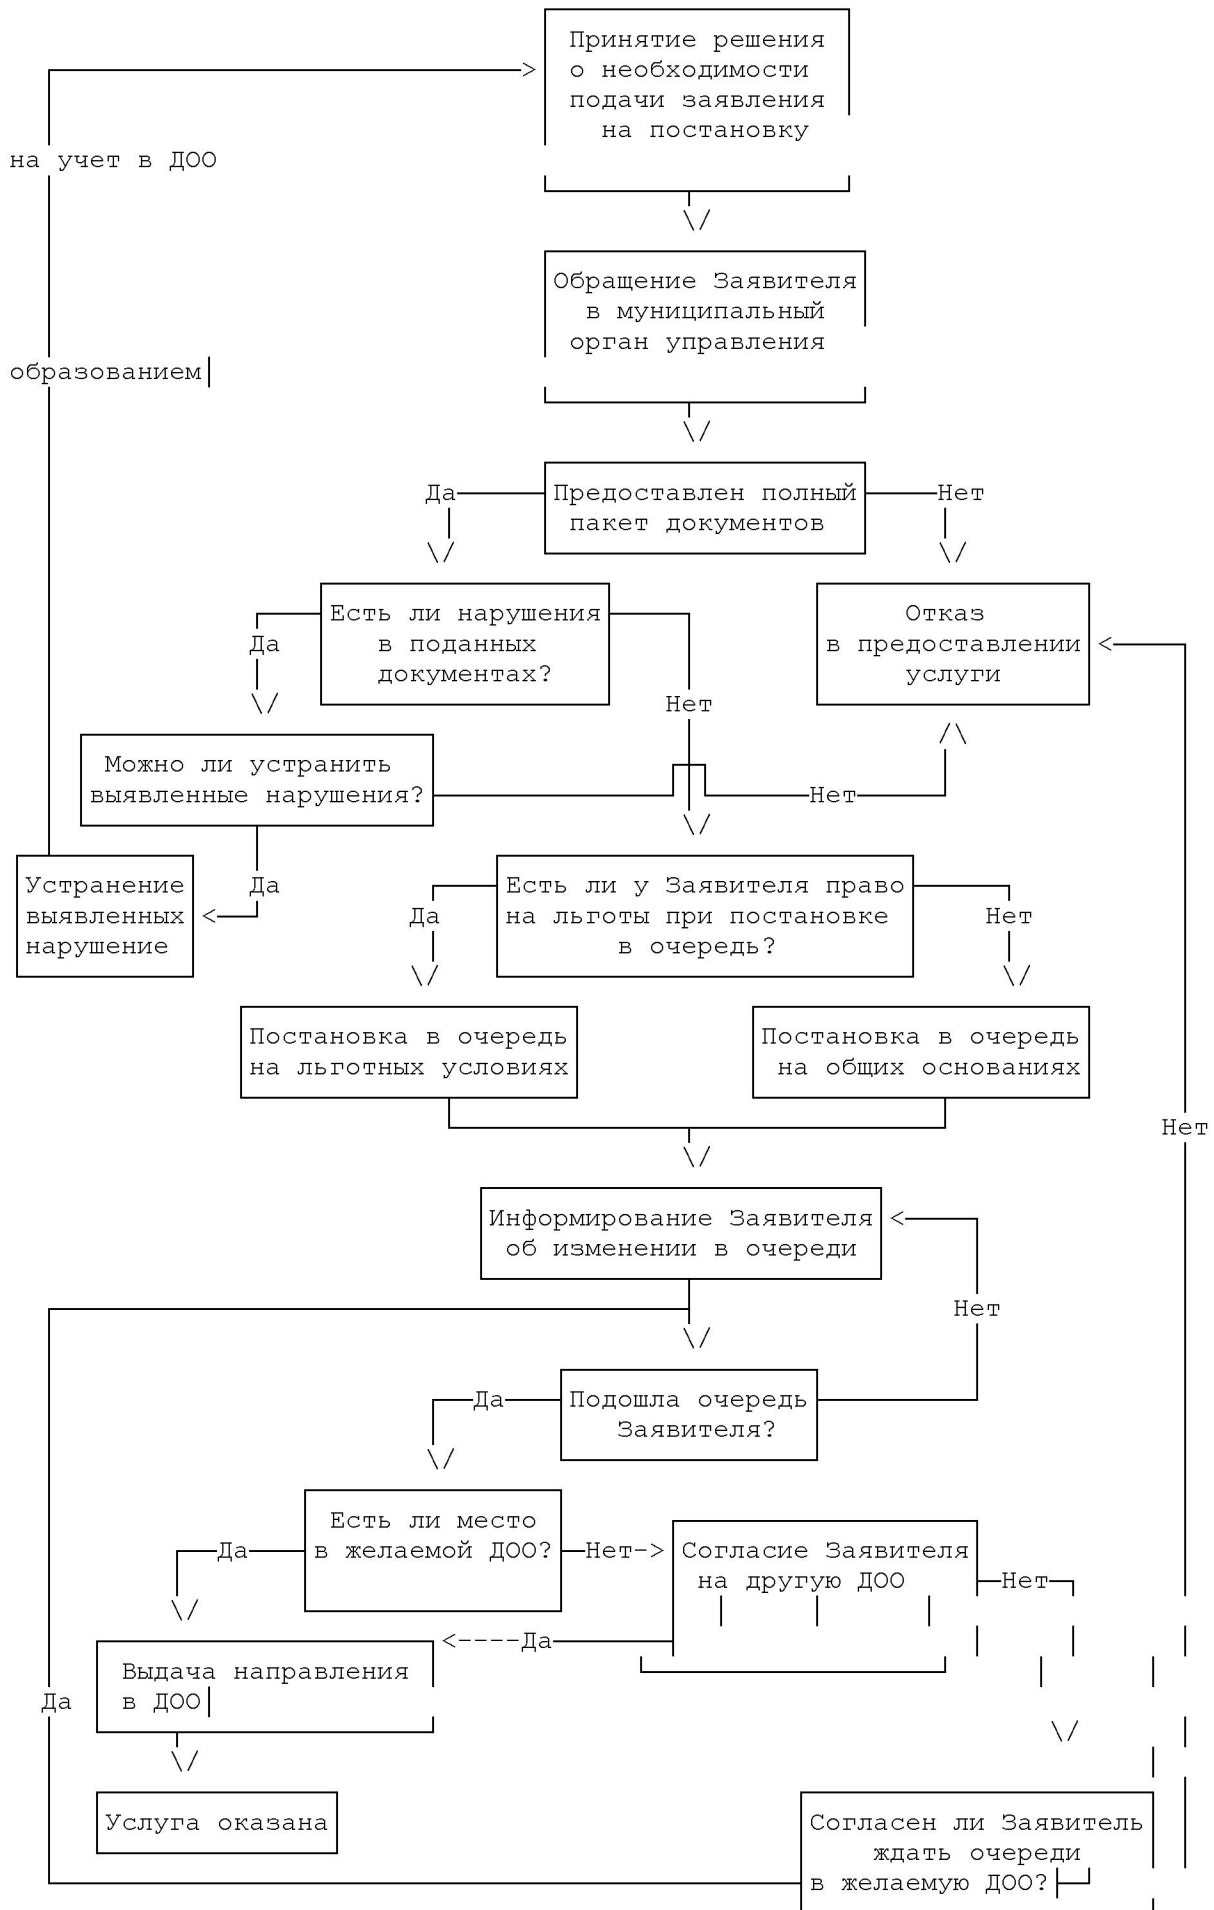 Принятие решения
о необходимости
подачи заявления
на постановку
на учет в ДОО
Обращение Заявителя
в муниципальный
орган управления
образованием
Да
Предоставлен полный
пакет документов
Нет
Есть ли нарушения
в поданных
документах?
Да
Нет
Отказ
в предоставлении
услуги
Можно ли устранить
выявленные нарушения?
Нет
Да
Устранение
выявленных
нарушение
Есть ли у Заявителя право
на льготы при постановке
в очередь?
Да
Нет
Постановка в очередь
на льготных условиях
Постановка в очередь
на общих основаниях
Нет
Информирование Заявителя
об изменении в очереди
Нет
Да
Подошла очередь
Заявителя?
Есть ли место
в желаемой ДОО?
Да
Нет->
Согласие Заявителя
на другую ДОО
Нет
<----Да
Выдача направления
в ДОО
Да
Услуга оказана
Согласен ли Заявитель
ждать очереди
в желаемую ДОО?